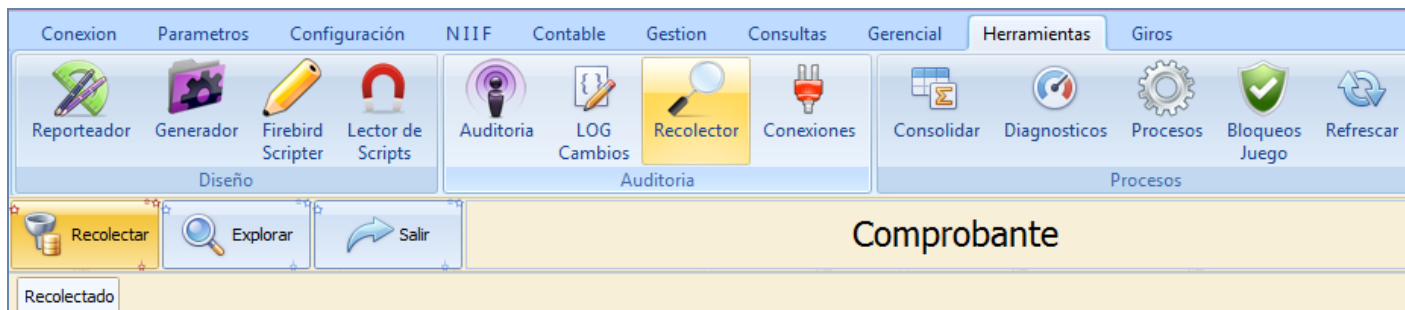 Conexion Parametros Configuración NIIF Contable Gestion Consultas Gerencial Herramientas Giros
Reporteador Generador Firebird Scripter Lector de Scripts Auditoria LOG Cambios Recolector Conexiones Consolidar Diagnosticos Procesos Bloqueos Juego Refrescar
Diseño Auditoria Procesos
Recolectar Explorar Salir Comprobante
Recolectado